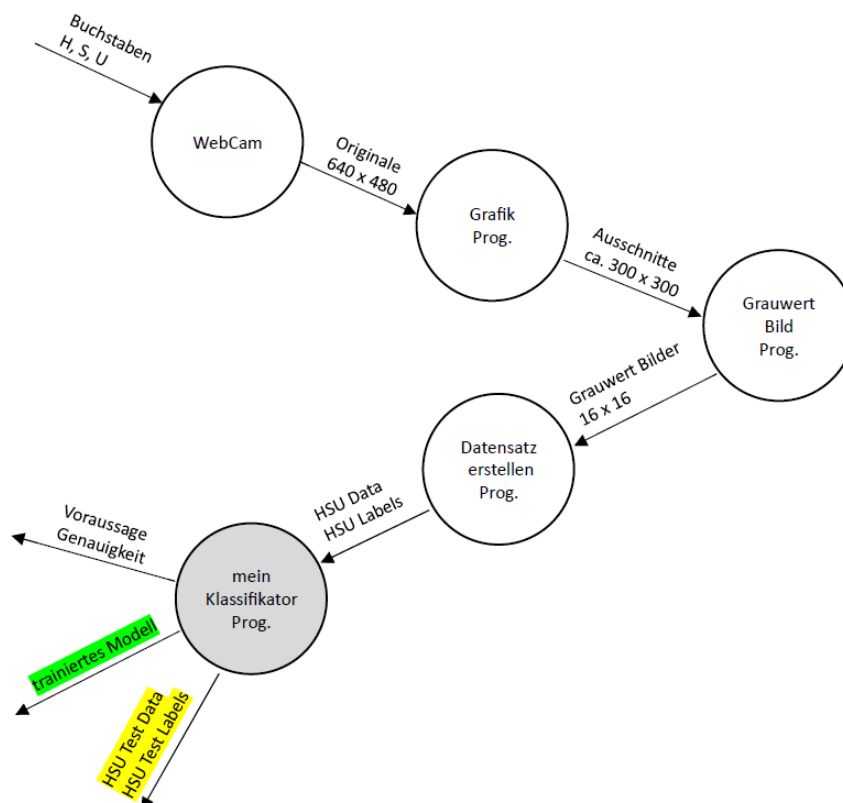 Buchstaben
H, S, U
WebCam
Originale
640 x 480
Grafik
Prog.
Ausschnitte
ca. 300 x 300
Grauwert
Bild
Prog.
Grauwert Bilder
16 x 16
Datensatz
erstellen
Prog.
HSU Data
HSU Labels
mein
Klassifikator
Prog.
Voraussage
Genauigkeit
trainiertes Modell
HSU Test Data
HSU Test Labels